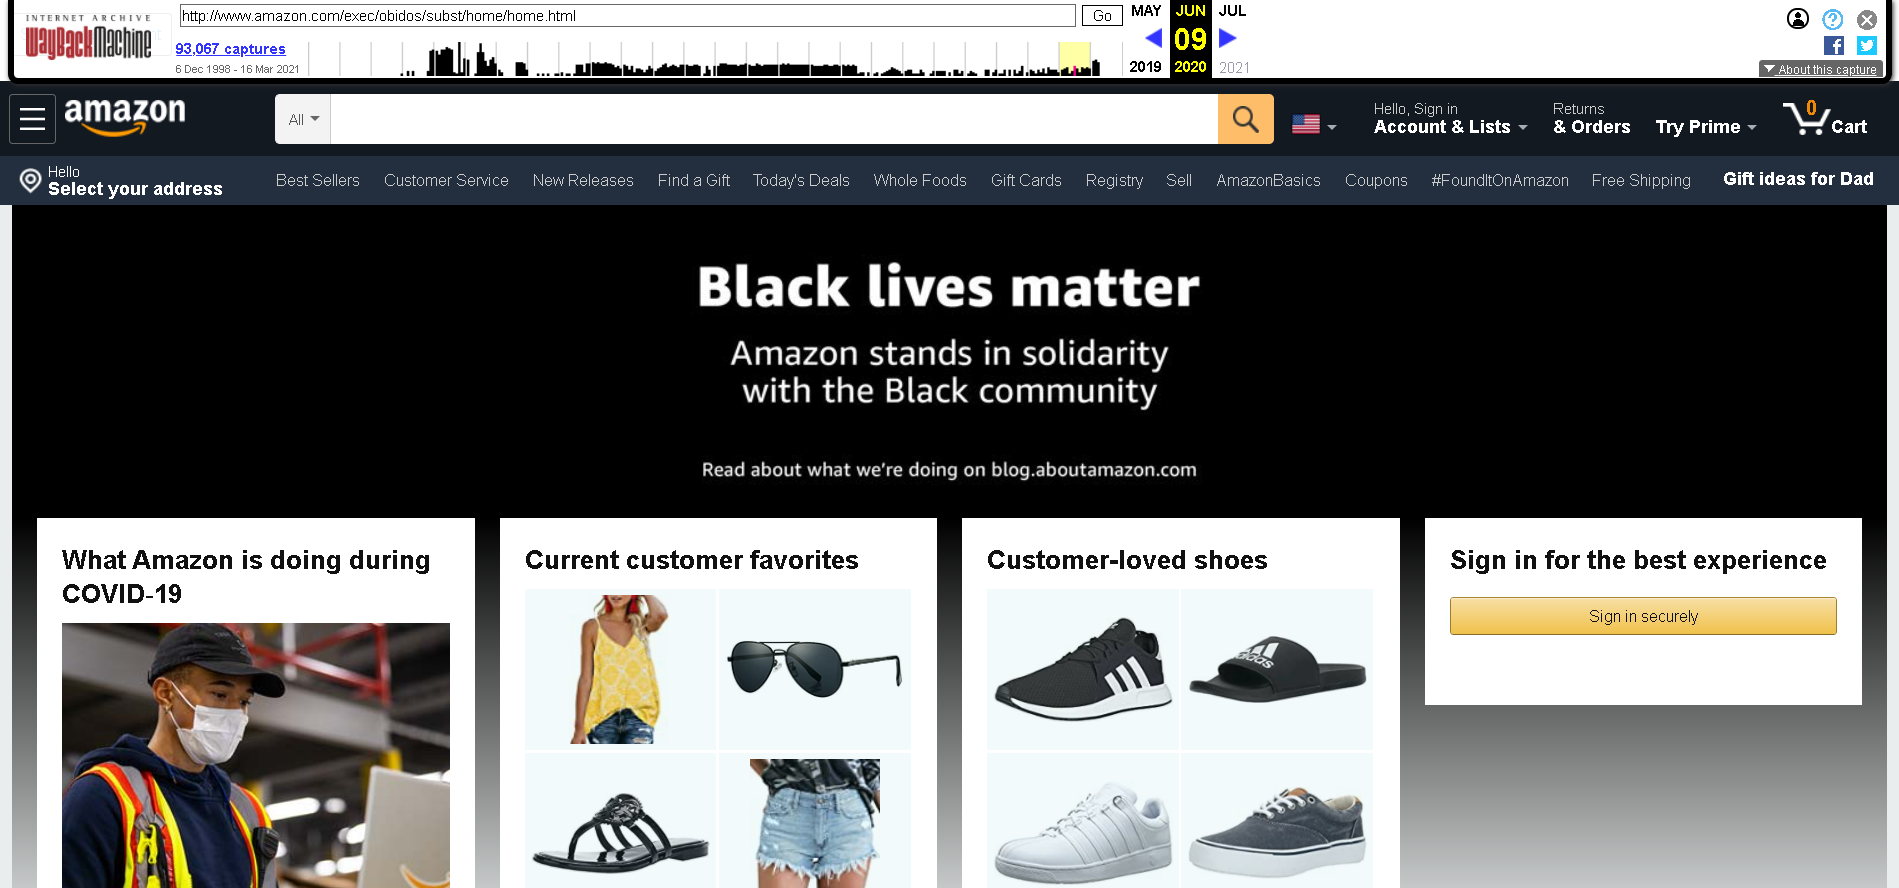 INTERNET ARCHIVE
WayBackMachine
http://www.amazon.com/exec/obidos/subst/home/home.html
Go
93,067 captures
6 Dec 1998 - 16 Mar 2021
MAY JUN JUL
09
2019 2020 2021
About this capture
amazon
All
Hello, Sign in
Account & Lists
Returns
& Orders
Try Prime
0
Cart
Hello
Select your address
Best Sellers Customer Service New Releases Find a Gift Today's Deals Whole Foods Gift Cards Registry Sell AmazonBasics Coupons #FoundItOnAmazon Free Shipping Gift ideas for Dad
Black lives matter
Amazon stands in solidarity
with the Black community
Read about what we're doing on blog.aboutamazon.com
What Amazon is doing during
COVID-19
Current customer favorites
Customer-loved shoes
adidas
Sign in for the best experience
Sign in securely